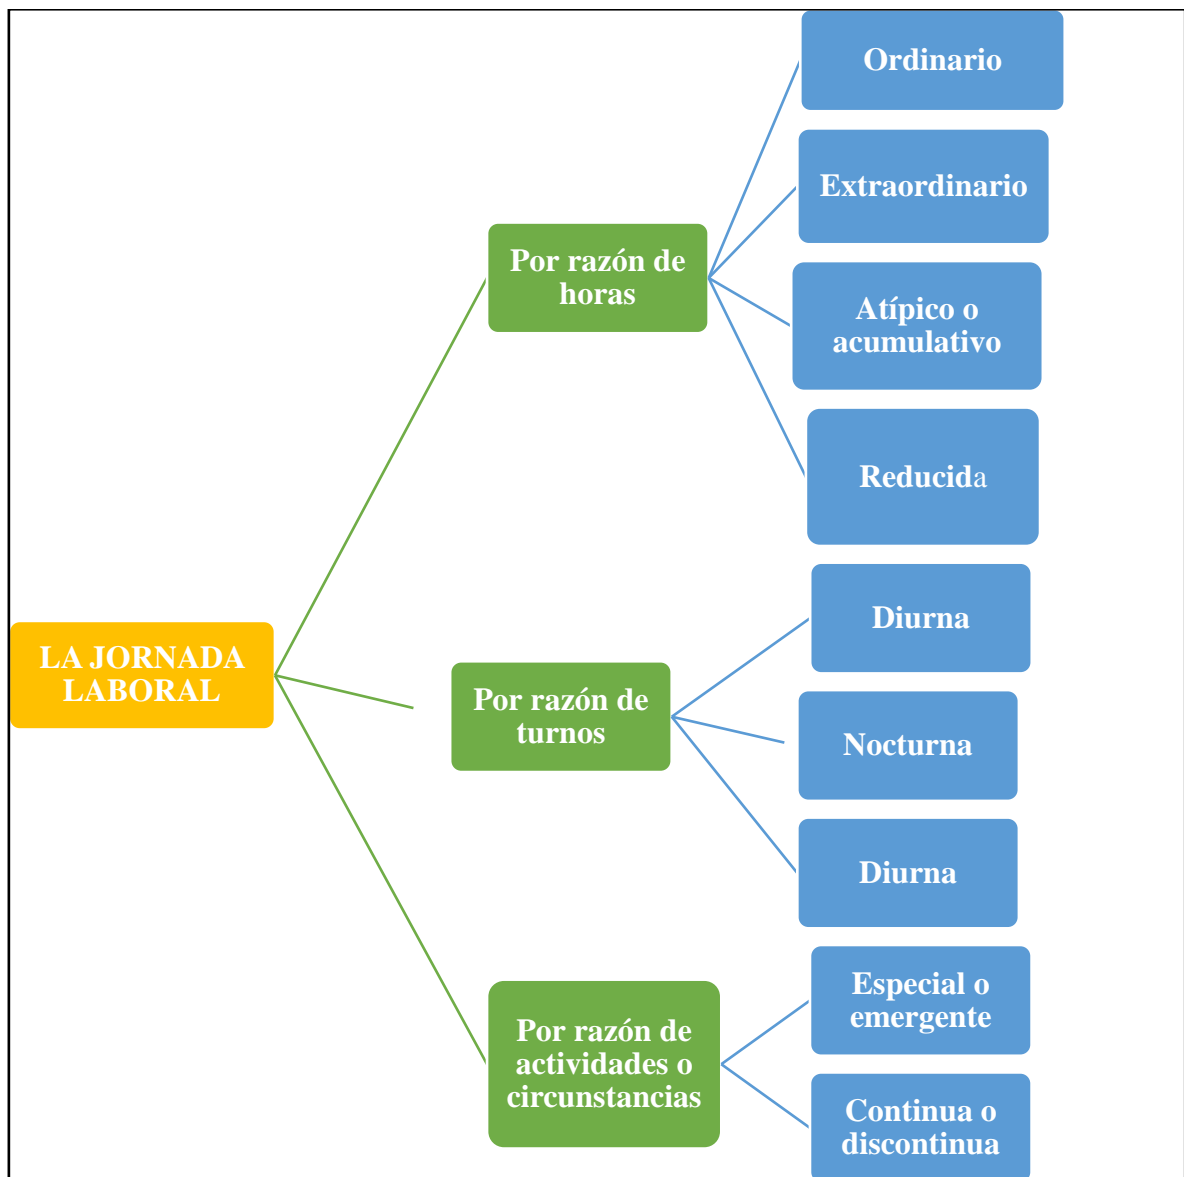 LA JORNADA
LABORAL
Por razón de
horas
Ordinario
Extraordinario
Atípico o
acumulativo
Reducida
Por razón de
turnos
Diurna
Nocturna
Diurna
Por razón de
actividades o
circunstancias
Especial o
emergente
Continua o
discontinua